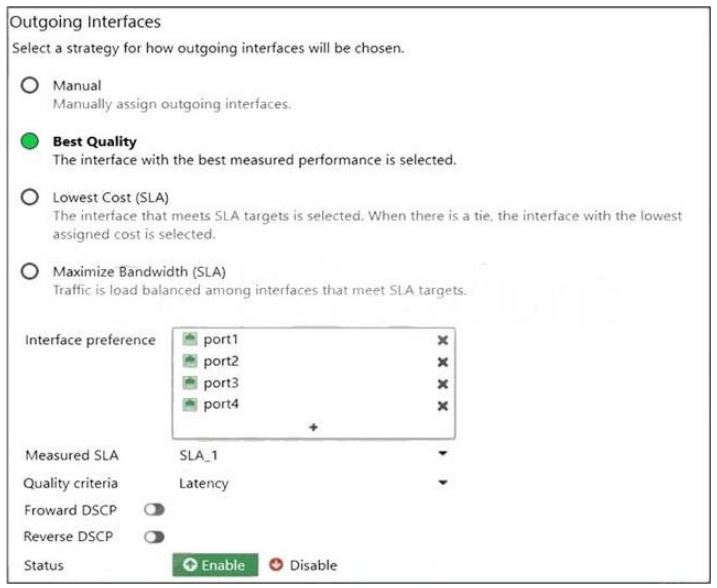 Outgoing Interfaces
Select a strategy for how outgoing interfaces will be chosen.
Manual
Manually assign outgoing interfaces.
Best Quality
The interface with the best measured performance is selected.
Lowest Cost (SLA)
The interface that meets SLA targets is selected. When there is a tie, the interface with the lowest
assigned cost is selected.
Maximize Bandwidth (SLA)
Traffic is load balanced among interfaces that meet SLA targets.
Interface preference
port1
port2
port3
port4
+
Measured SLA SLA_1
Quality criteria Latency
Froward DSCP
Reverse DSCP
Status Enable Disable